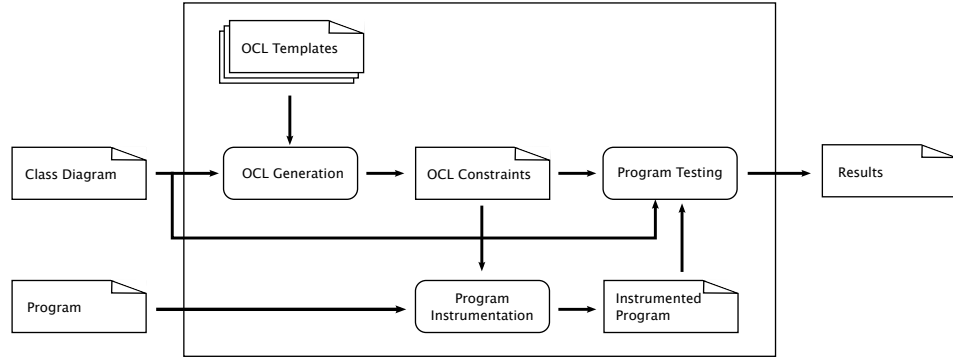 OCL Templates
Class Diagram
OCL Generation
OCL Constraints
Program Testing
Results
Program
Program
Instrumentation
Instrumented
Program